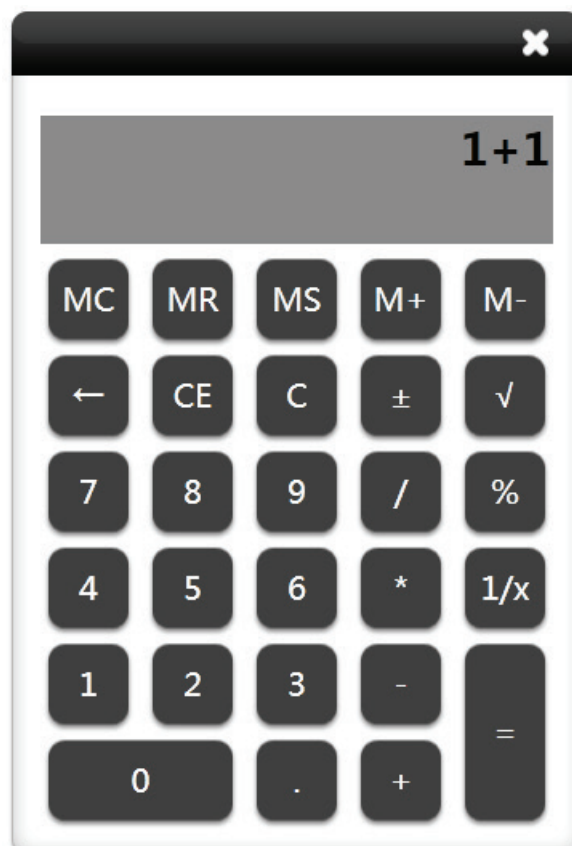 1+1
MC MR MS M+ M-
← CE C ± √
7 8 9 / %
4 5 6 * 1/x
1 2 3 - =
0 . +